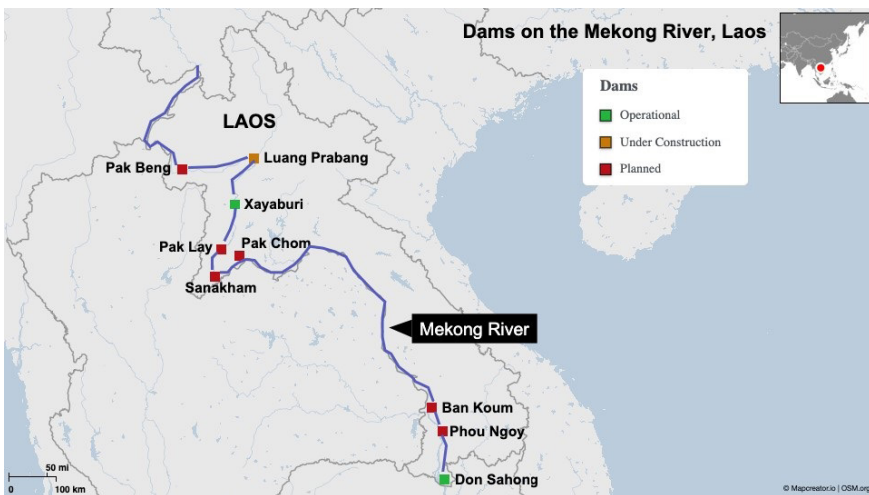 Dams on the Mekong River, Laos
Dams
Operational
Under Construction
Planned
LAOS
Pak Beng
Luang Prabang
Xayaburi
Pak Lay
Pak Chom
Sanakham
Mekong River
Ban Koum
Phou Ngoy
Don Sahong
50 mi
0
100 km
© Mapcreator.io | OSM.org